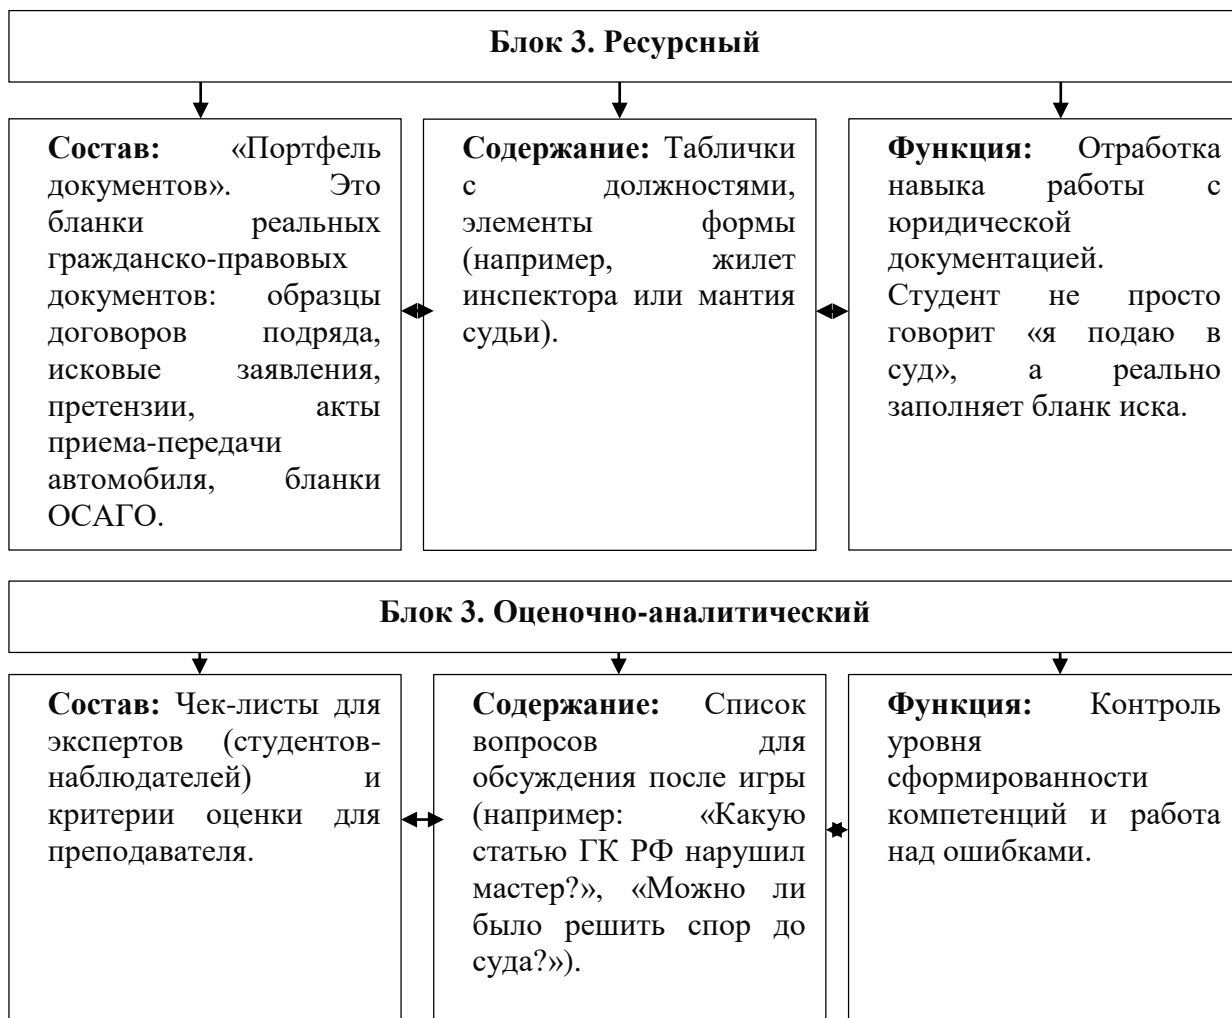 Блок 3. Ресурсный
Состав: «Портфель
документов». Это
бланки реальных
гражданско-правовых
документов: образцы
договоров подряда,
исковые заявления,
претензии, акты
приема-передачи
автомобиля, бланки
ОСАГО.
Содержание: Таблички
с должностями,
элементы формы
(например, жилет
инспектора или мантия
судьи).
Функция: Отработка
навыка работы с
юридической
документацией.
Студент не просто
говорит «я подаю в
суд», а реально
заполняет бланк иска.
Блок 3. Оценочно-аналитический
Состав: Чек-листы для
экспертов (студентов-
наблюдателей) и
критерии оценки для
преподавателя.
Содержание: Список
вопросов для
обсуждения после игры
(например: «Какую
статью ГК РФ нарушил
мастер?», «Можно ли
было решить спор до
суда?»).
Функция: Контроль
уровня
сформированности
компетенций и работа
над ошибками.